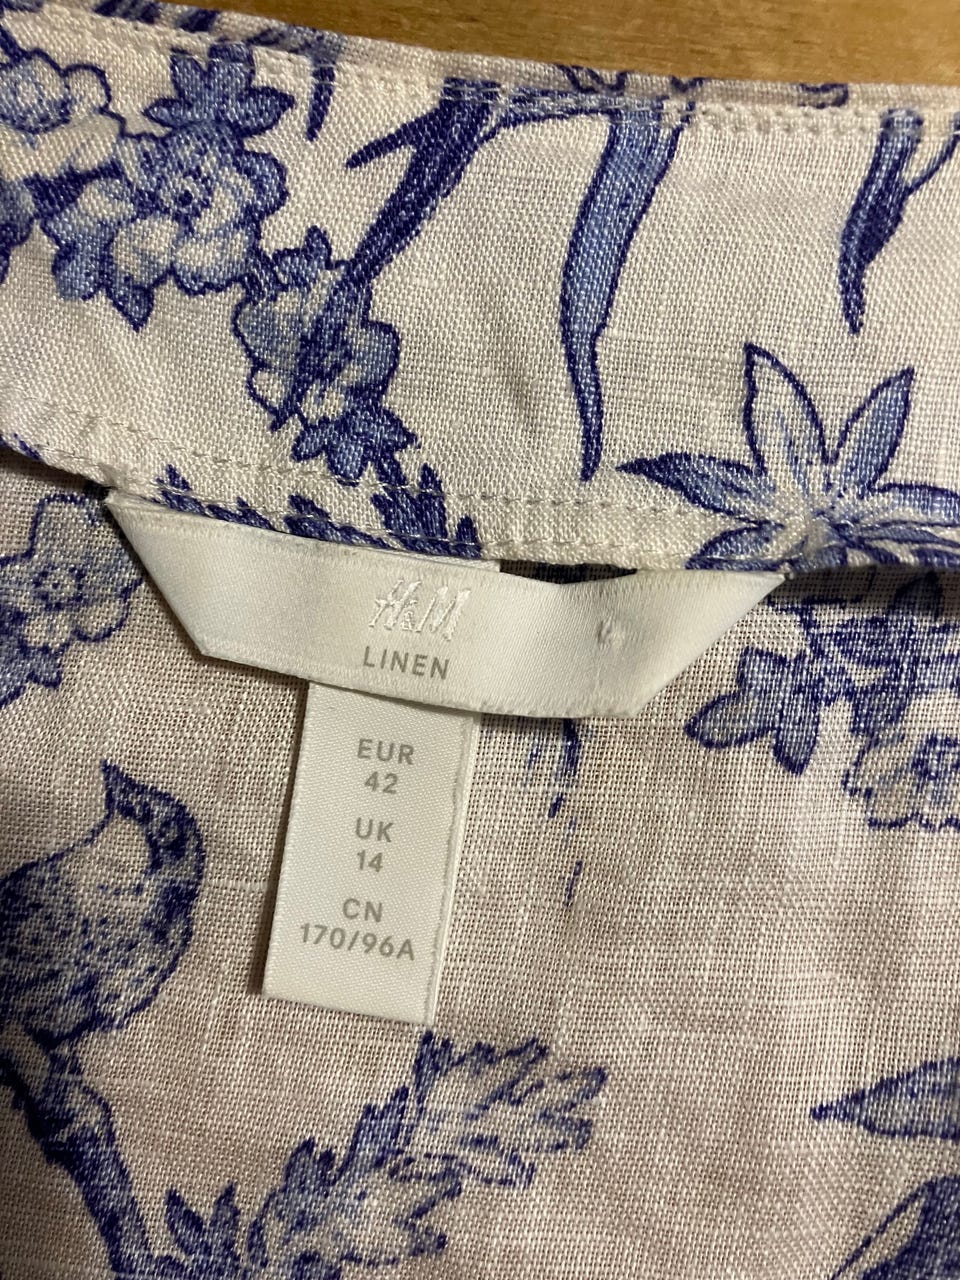 H&M
LINEN
EUR
42
UK
14
CN
170/96A